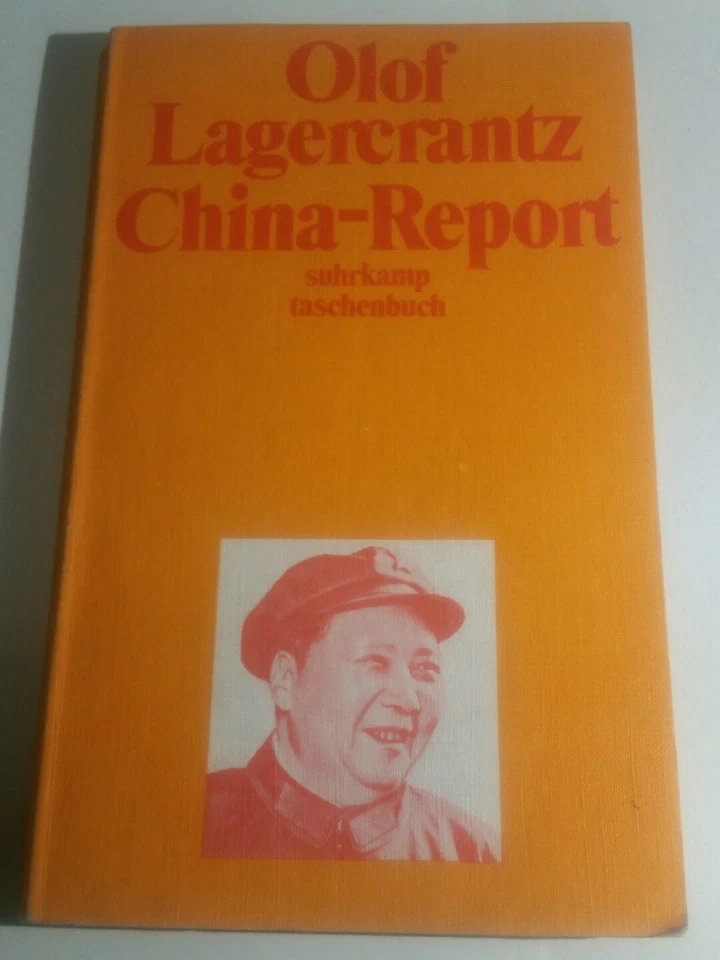 Olof
Lagercrantz
China-Report
suhrkamp
taschenbuch